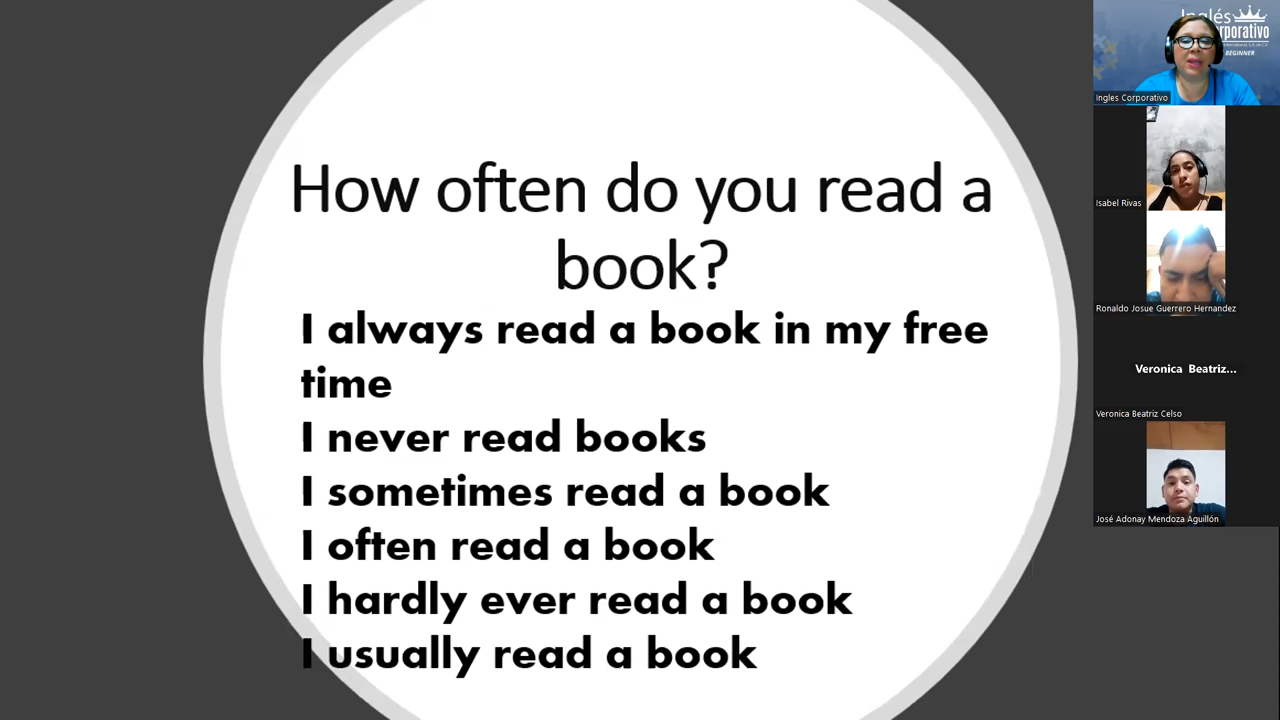 How often do you read a
book?
I always read a book in my free
time
I never read books
I sometimes read a book
I often read a book
I hardly ever read a book
I usually read a book
Inglés
BEGINNER
Ingles Corporativo
Isabel Rivas
Ronaldo Josue Guerrero Hernandez
Veronica Beatriz...
Veronica Beatriz Celso
José Adonay Mendoza Aguillón